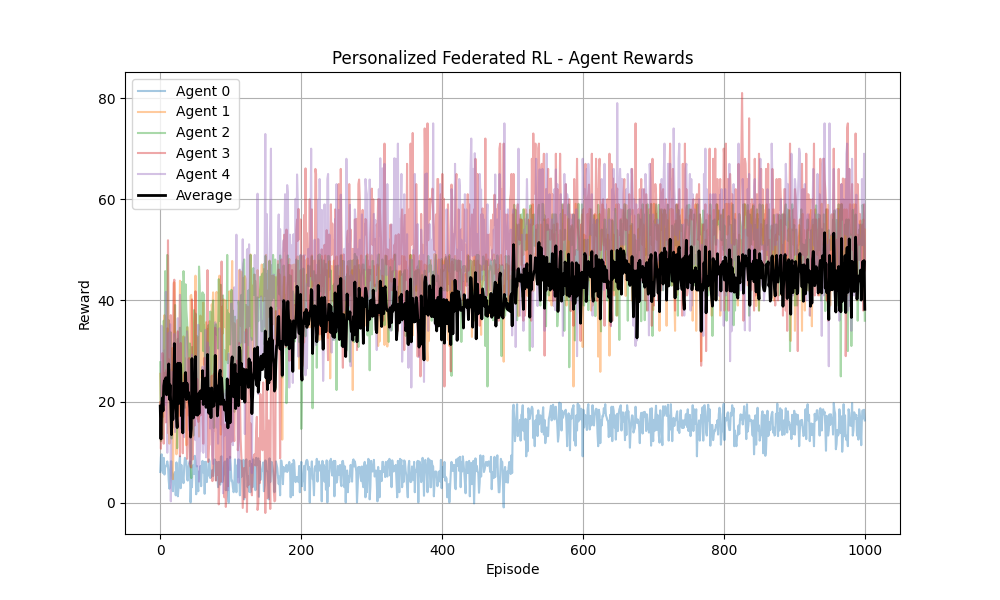 Personalized Federated RL - Agent Rewards
Agent 0
Agent 1
Agent 2
Agent 3
Agent 4
Average
Reward
80
60
40
20
0
0 200 400 600 800 1000
Episode